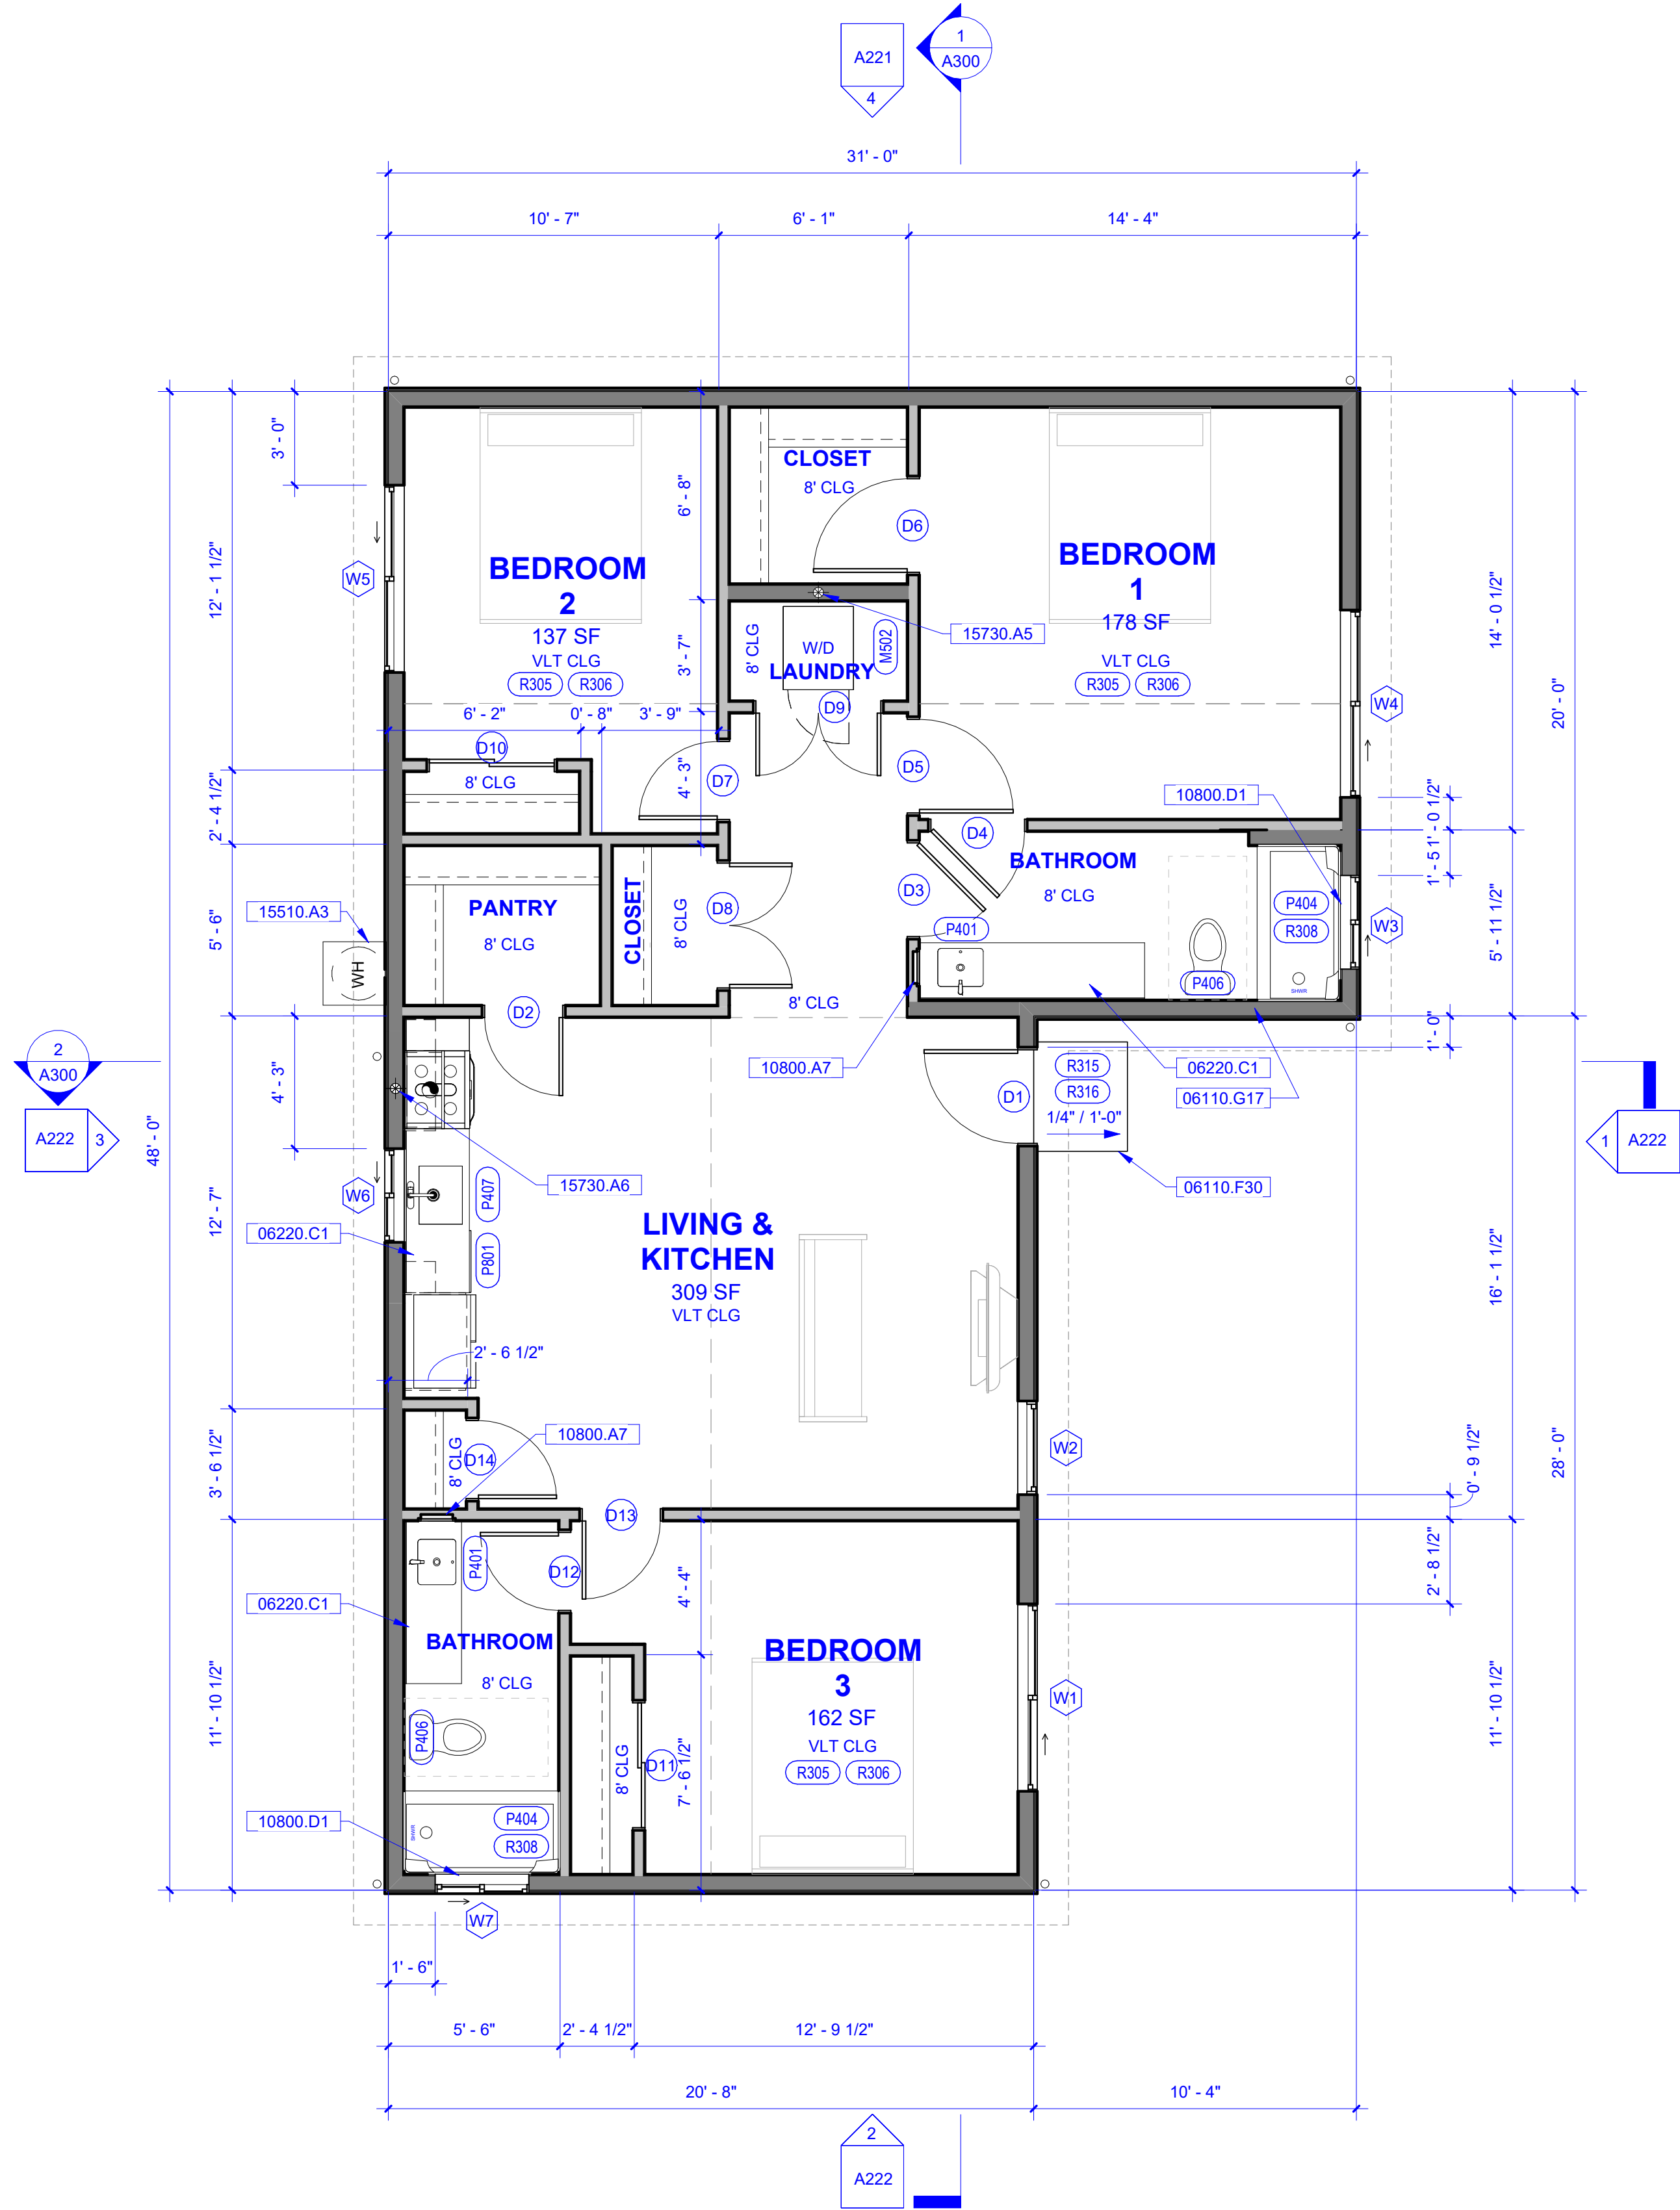 1
A221
A300
4
31' - 0"
10' - 7"
6' - 1"
14' - 4"
3' - 0"
CLOSET
8' CLG
6' - 8"
D6
12' - 1 1/2"
14' - 0 1/2"
W5
BEDROOM
2
137 SF
VLT CLG
R305
R306
BEDROOM
1
178 SF
VLT CLG
R305
R306
15730.A5
3' - 7"
8' CLG
W/D
M502
LAUNDRY
D9
20' - 0"
W4
6' - 2"
0' - 8"
3' - 9"
D10
8' CLG
D7
4' - 3"
D5
2' - 4 1/2"
10800.D1
1' - 0 1/2"
1' - 5
D4
BATHROOM
8' CLG
D3
P401
P404
R308
SHWR
P406
W3
5' - 11 1/2"
PANTRY
8' CLG
CLOSET
8' CLG
D8
15510.A3
5' - 6"
WH
D2
8' CLG
1' - 0"
2
A300
A222
3
10800.A7
06220.C1
06110.G17
D1
R315
R316
1/4" / 1'-0"
06110.F30
1
A222
4' - 3"
48' - 0"
15730.A6
W6
P407
06220.C1
P801
12' - 7"
LIVING &
KITCHEN
309 SF
VLT CLG
16' - 1 1/2"
2' - 6 1/2"
10800.A7
8' CLG
D14
W2
0' - 9 1/2"
28' - 0"
3' - 6 1/2"
D13
P401
D12
4' - 4"
2' - 8 1/2"
06220.C1
BATHROOM
8' CLG
BEDROOM
3
162 SF
VLT CLG
R305
R306
W1
11' - 10 1/2"
11' - 10 1/2"
P406
8' CLG
D11
7' - 6 1/2"
10800.D1
P404
R308
SHWR
W7
1' - 6"
5' - 6"
2' - 4 1/2"
12' - 9 1/2"
20' - 8"
10' - 4"
2
A222